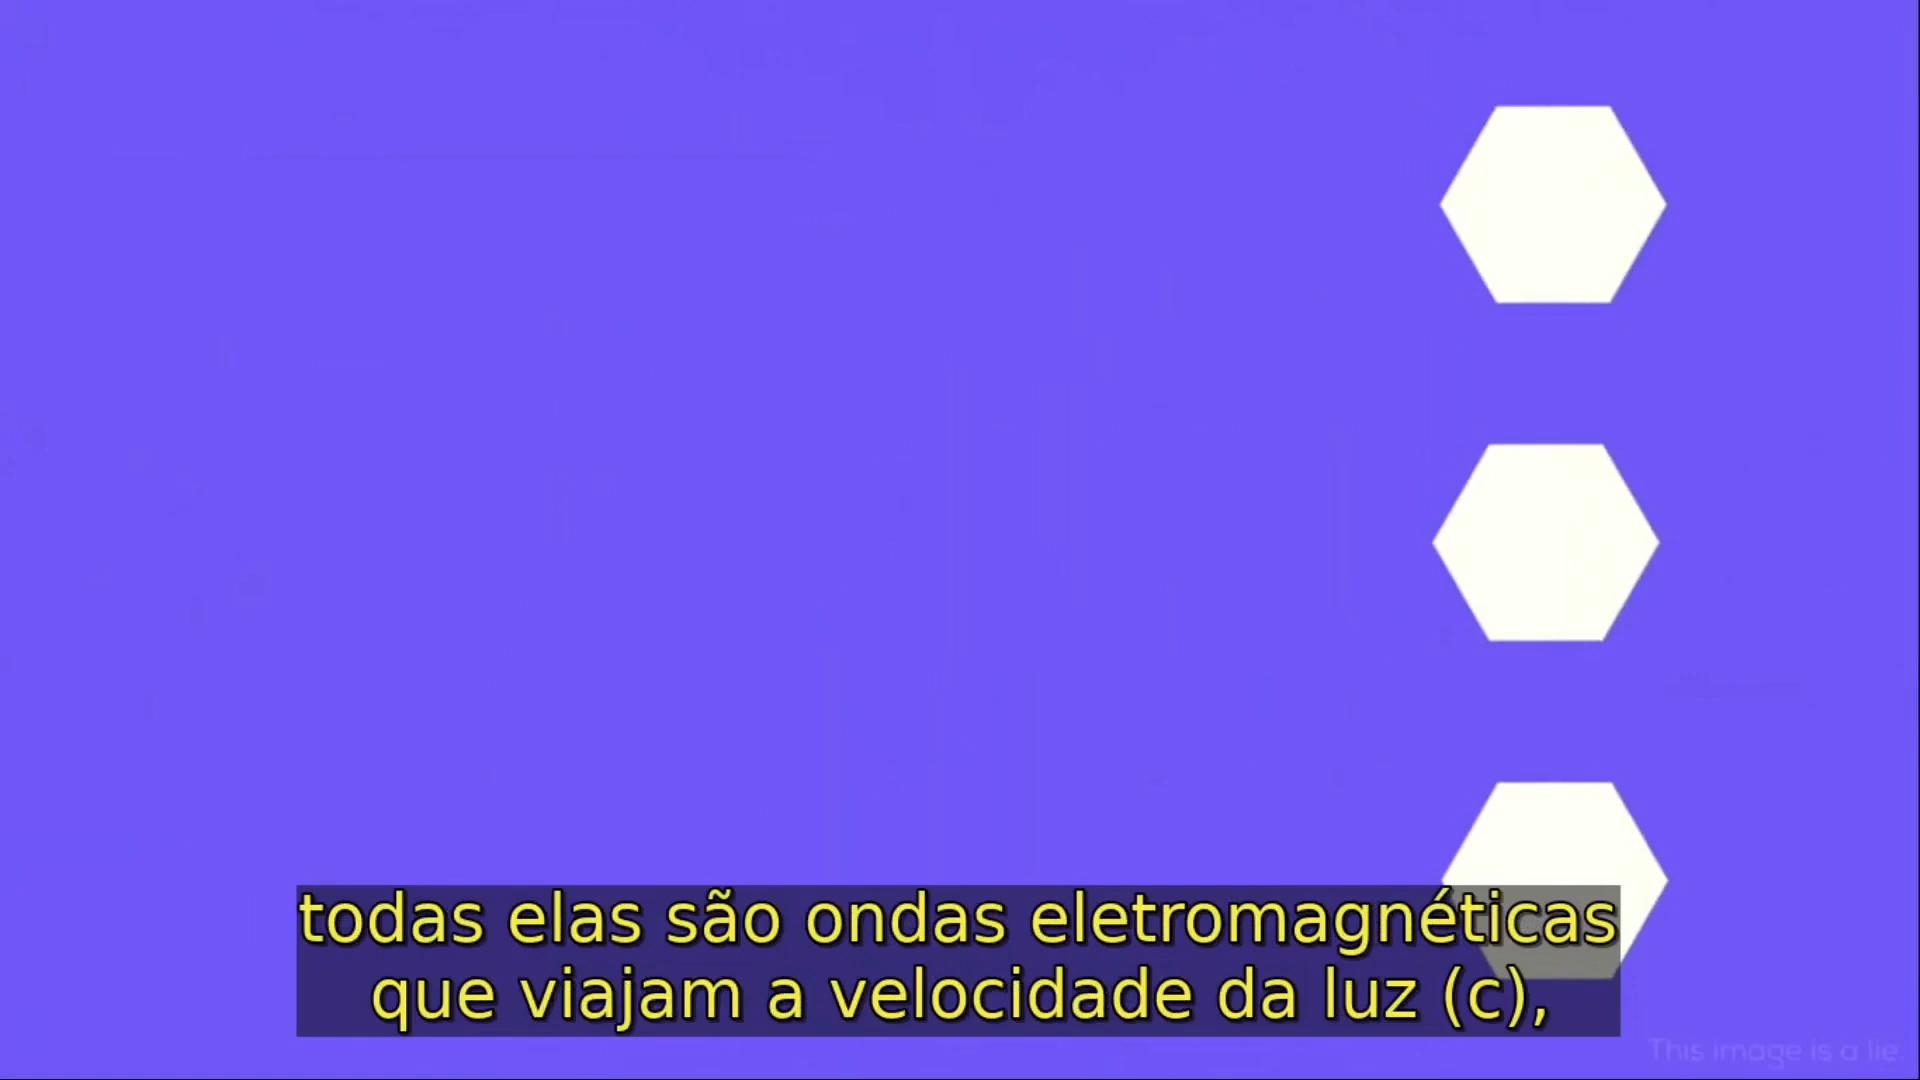 todas elas são ondas eletromagnéticas
que viajam a velocidade da luz (c),
This image is a lie